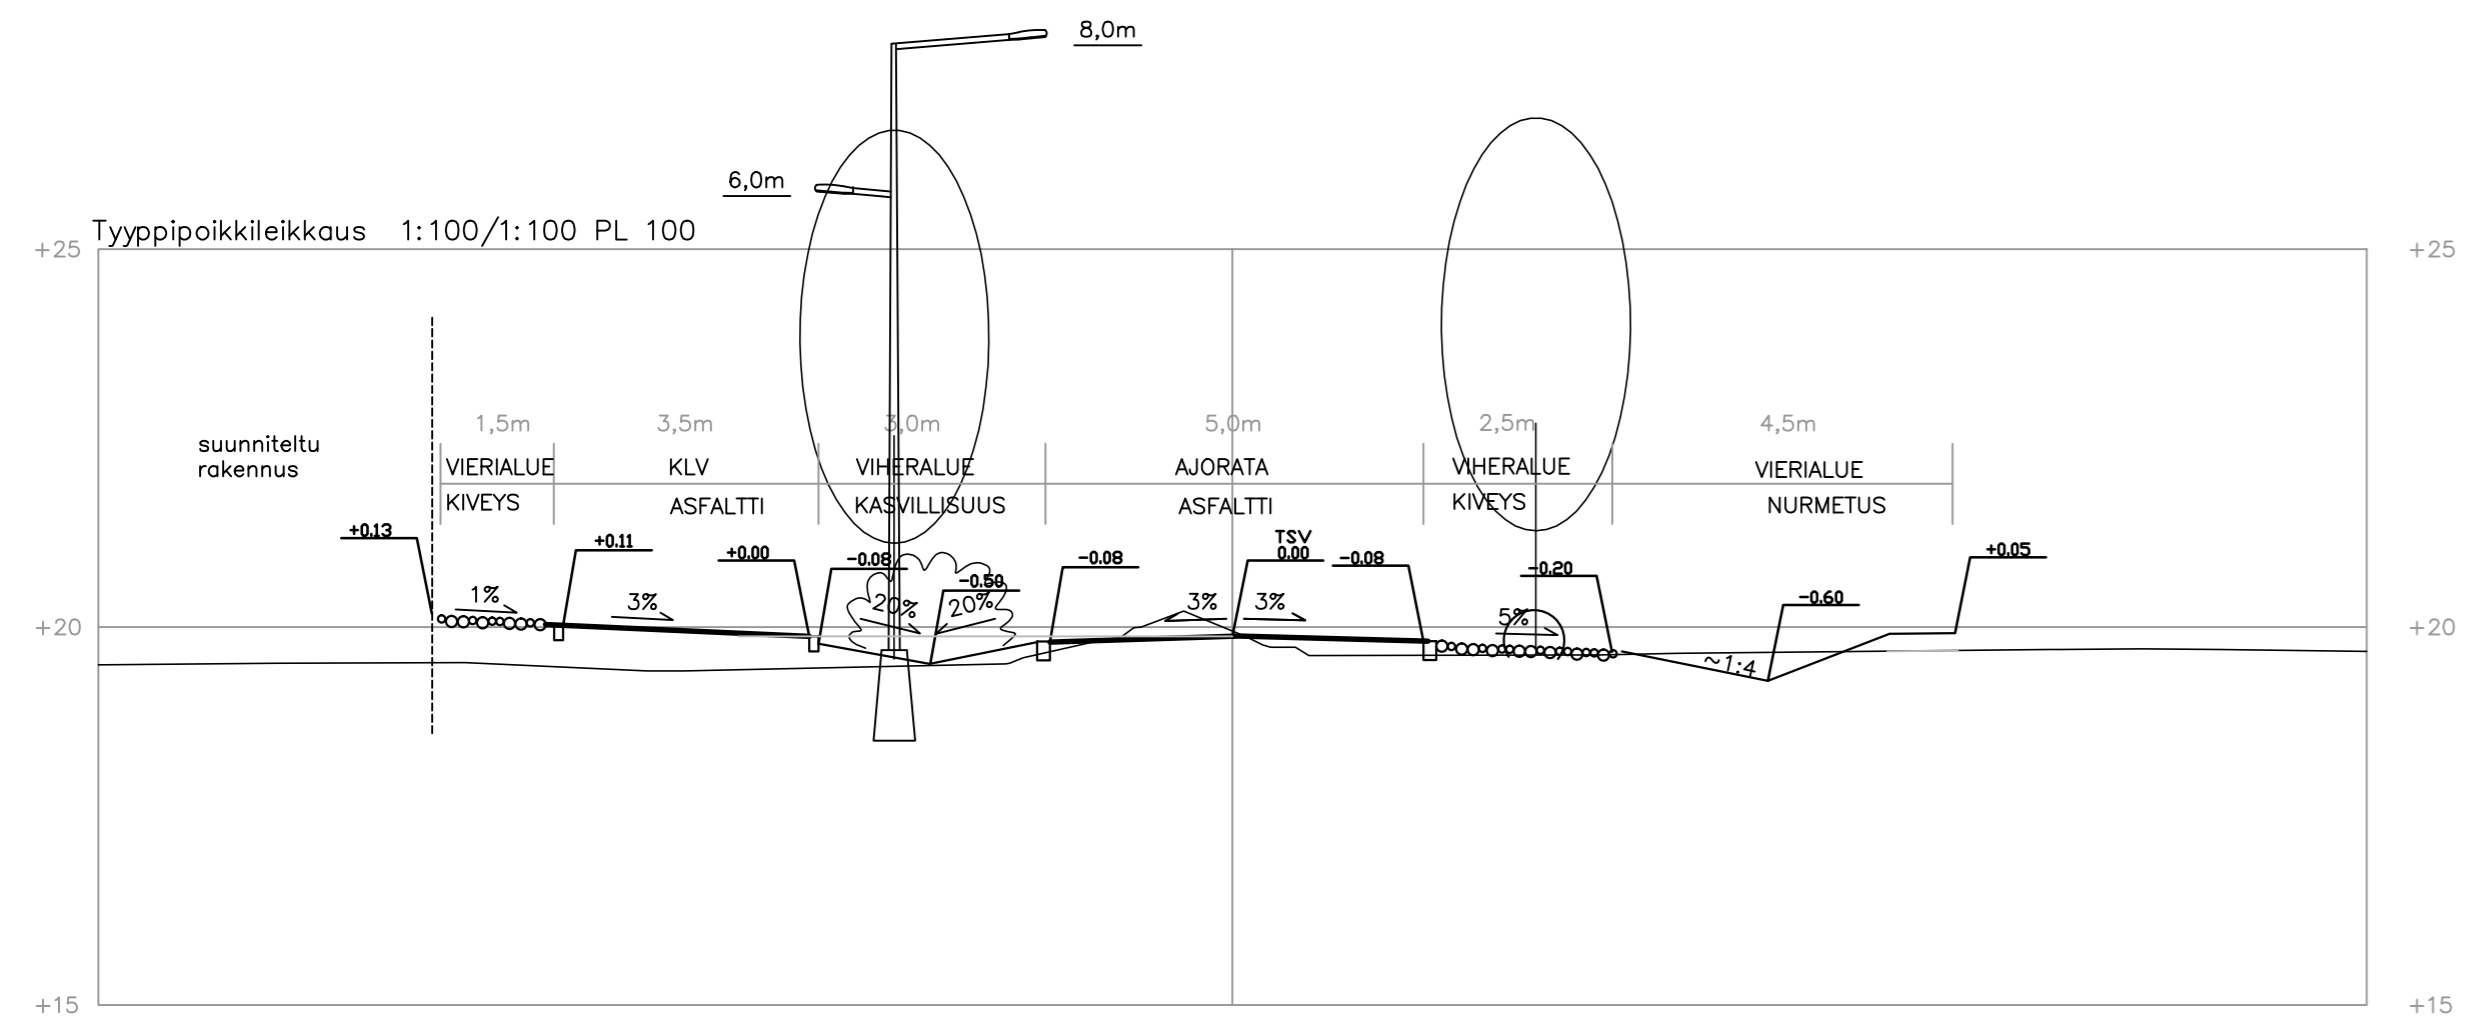 8,0m
6,0m
Tyyppipoikkileikkaus 1:100/1:100 PL 100
+25 +25
1,5m 3,5m 3,0m 5,0m 2,5m 4,5m
suunniteltu
rakennus
VIERIALUE KLV VIHERALUE AJORATA VIHERALUE VIERIALUE
KIVEYS ASFALTTI KASVILLISUUS ASFALTTI KIVEYS NURMETUS
+0.13 +0.11 +0.00 -0.08 -0.50 -0.08 TSV
0.00 -0.08 -0.20 -0.60 +0.05
1% 3% 20% 20% 3% 3% 5% ~1:4
+20 +20
+15 +15